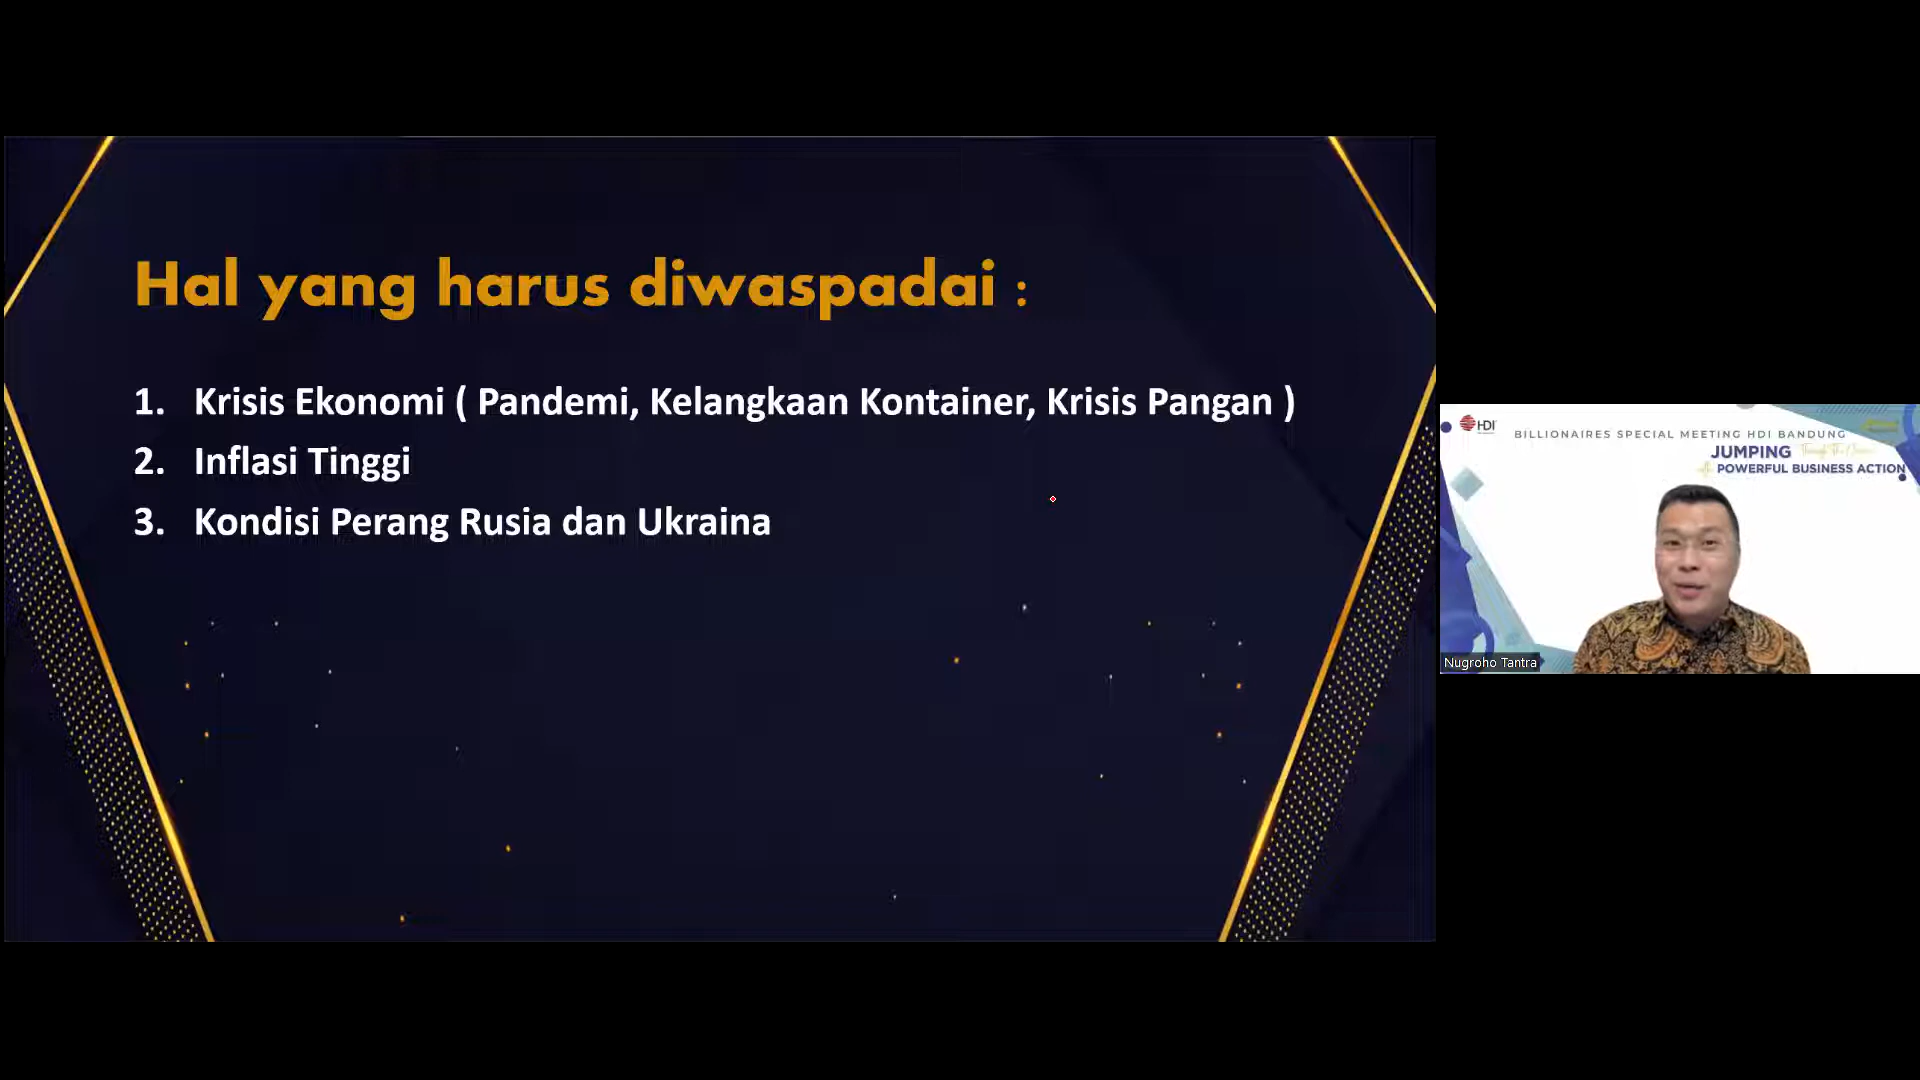 Hal yang harus diwaspadai :
1. Krisis Ekonomi ( Pandemi, Kelangkaan Kontainer, Krisis Pangan )
2. Inflasi Tinggi
3. Kondisi Perang Rusia dan Ukraina
HDI
BILLIONAIRES SPECIAL MEETING HDI BANDUNG
JUMPING
POWERFUL BUSINESS ACTION
Nugroho Tantra